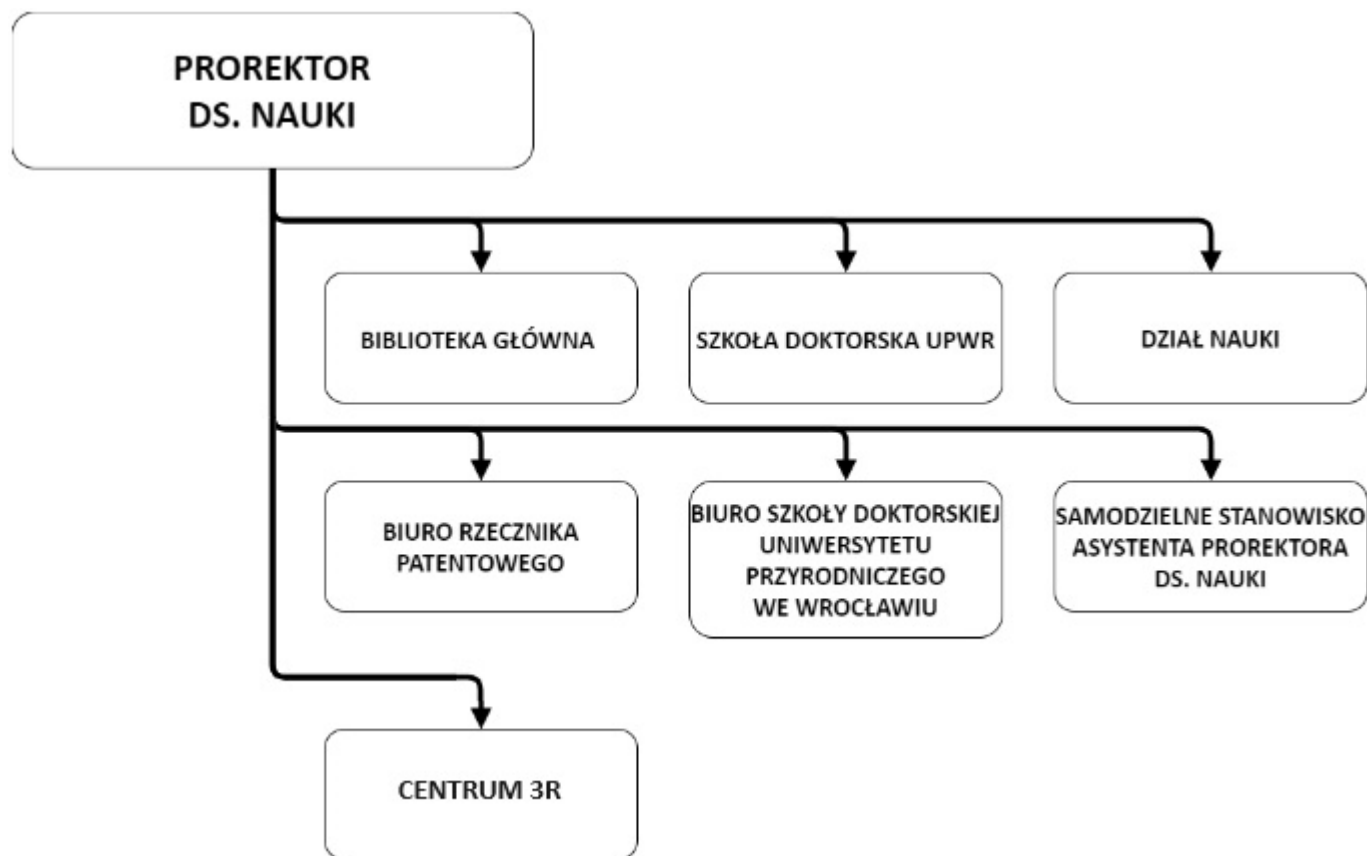 PROREKTOR
DS. NAUKI
BIBLIOTEKA GŁÓWNA
SZKOŁA DOKTORSKA UPWR
DZIAŁ NAUKI
BIURO RZECZNIKA
PATENTOWEGO
BIURO SZKOŁY DOKTORSKIEJ
UNIWERSYTETU
PRZYRODNICZEGO
WE WROCŁAWIU
SAMODZIELNE STANOWISKO
ASYSTENTA PROREKTORA
DS. NAUKI
CENTRUM 3R